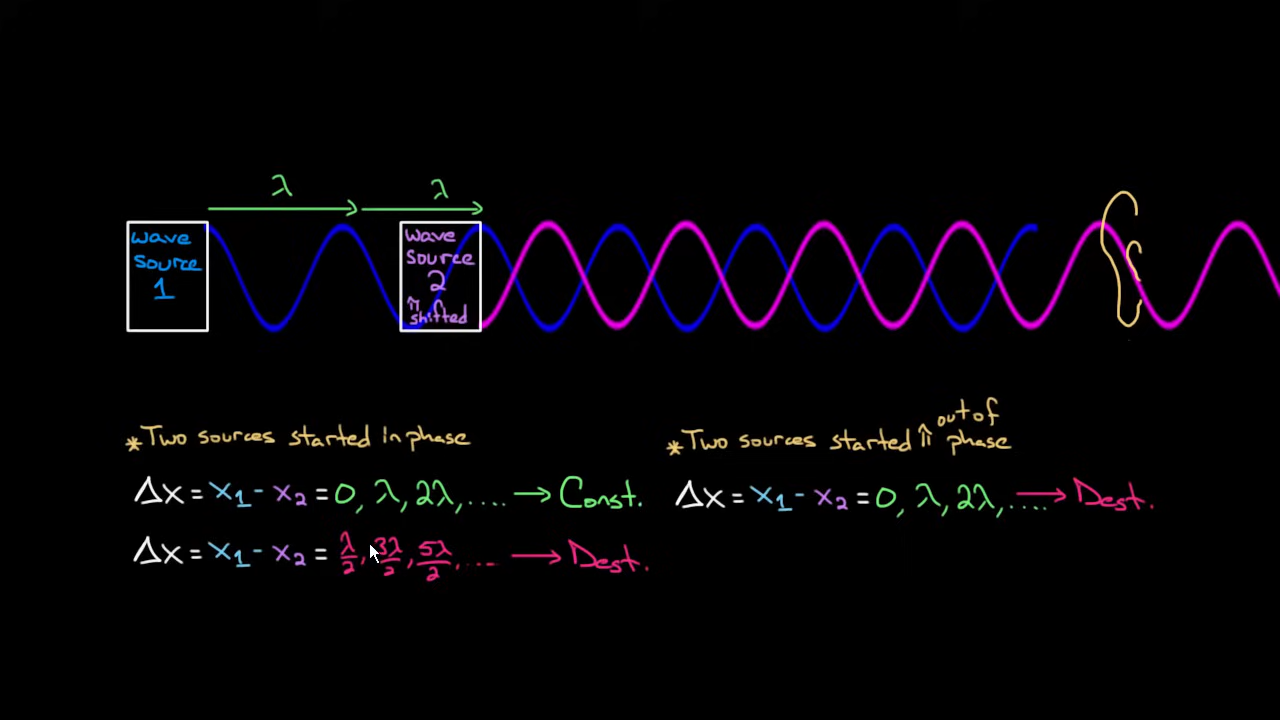 λ
λ
Wave
Source
1
Wave
Source
2
π
shifted
*Two sources started in phase
Δx = x₁ - x₂ = 0, λ, 2λ, .... → Const.
Δx = x₁ - x₂ = λ/2, 3λ/2, 5λ/2, .... → Dest.
*Two sources started π out of phase
Δx = x₁ - x₂ = 0, λ, 2λ, .... → Dest.